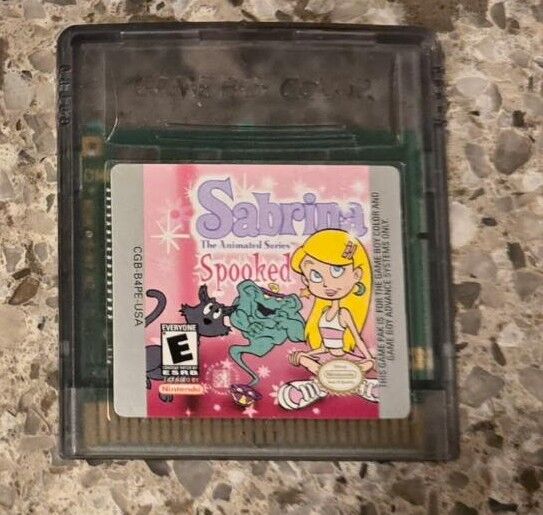 GAME BOY COLOR
Sabrina
The Animated Series™
Spooked
CGB-B4PE-USA
EVERYONE
E
ESRB
Nintendo
THIS GAME PAK IS FOR THE GAME BOY COLOR AND
GAME BOY ADVANCE SYSTEMS ONLY.